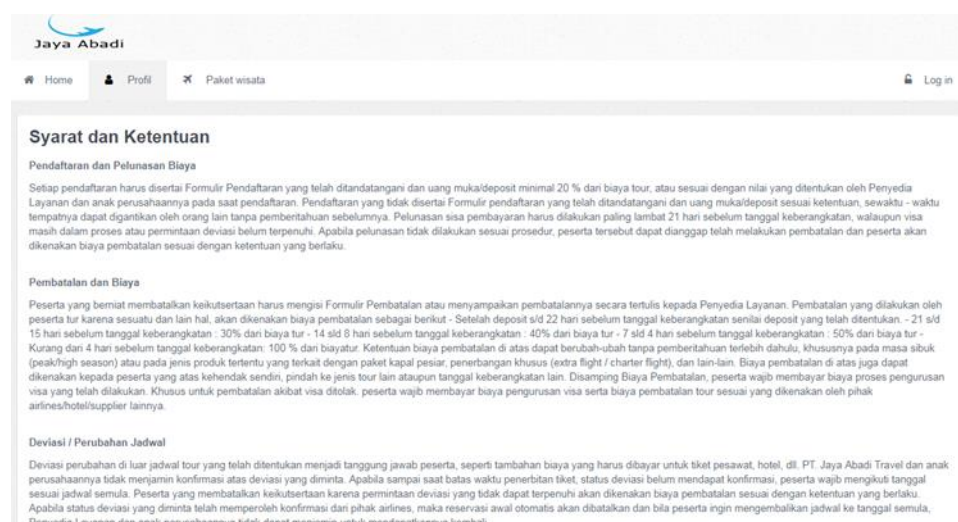 Jaya Abadi
Home Profil Paket wisata Log in
Syarat dan Ketentuan
Pendaftaran dan Pelunasan Biaya
Setiap pendaftaran harus disertai Formulir Pendaftaran yang telah ditandatangani dan uang muka/deposit minimal 20 % dari biaya tour, atau sesuai dengan nilai yang ditentukan oleh Penyedia
Layanan dan anak perusahaannya pada saat pendaftaran. Pendaftaran yang tidak disertai Formulir pendaftaran yang telah ditandatangani dan uang muka/deposit sesuai ketentuan, sewaktu - waktu
tempatnya dapat digantikan oleh orang lain tanpa pemberitahuan sebelumnya. Pelunasan sisa pembayaran harus dilakukan paling lambat 21 hari sebelum tanggal keberangkatan, walaupun visa
masih dalam proses atau permintaan deviasi belum terpenuhi. Apabila pelunasan tidak dilakukan sesuai prosedur, peserta tersebut dapat dianggap telah melakukan pembatalan dan peserta akan
dikenakan biaya pembatalan sesuai dengan ketentuan yang berlaku.
Pembatalan dan Biaya
Peserta yang berniat membatalkan keikutsertaan harus mengisi Formulir Pembatalan atau menyampaikan pembatalannya secara tertulis kepada Penyedia Layanan. Pembatalan yang dilakukan oleh
peserta tur karena sesuatu dan lain hal, akan dikenakan biaya pembatalan sebagai berikut - Setelah deposit s/d 22 hari sebelum tanggal keberangkatan senilai deposit yang telah ditentukan. - 21 s/d
15 hari sebelum tanggal keberangkatan : 30% dari biaya tur - 14 s/d 8 hari sebelum tanggal keberangkatan : 40% dari biaya tur - 7 s/d 4 hari sebelum tanggal keberangkatan : 50% dari biaya tur -
Kurang dari 4 hari sebelum tanggal keberangkatan: 100 % dari biayatur. Ketentuan biaya pembatalan di atas dapat berubah-ubah tanpa pemberitahuan terlebih dahulu, khususnya pada masa sibuk
(peak/high season) atau pada jenis produk tertentu yang terkait dengan paket kapal pesiar, penerbangan khusus (extra flight / charter flight), dan lain-lain. Biaya pembatalan di atas juga dapat
dikenakan kepada peserta yang atas kehendak sendiri, pindah ke jenis tour lain ataupun tanggal keberangkatan lain. Disamping Biaya Pembatalan, peserta wajib membayar biaya proses pengurusan
visa yang telah dilakukan. Khusus untuk pembatalan akibat visa ditolak. peserta wajib membayar biaya pengurusan visa serta biaya pembatalan tour sesuai yang dikenakan oleh pihak
airlines/hotel/supplier lainnya.
Deviasi / Perubahan Jadwal
Deviasi perubahan di luar jadwal tour yang telah ditentukan menjadi tanggung jawab peserta, seperti tambahan biaya yang harus dibayar untuk tiket pesawat, hotel, dll. PT. Jaya Abadi Travel dan anak
perusahaannya tidak menjamin konfirmasi atas deviasi yang diminta. Apabila sampai saat batas waktu penerbitan tiket, status deviasi belum mendapat konfirmasi, peserta wajib mengikuti tanggal
sesuai jadwal semula. Peserta yang membatalkan keikutsertaan karena permintaan deviasi yang tidak dapat terpenuhi akan dikenakan biaya pembatalan sesuai dengan ketentuan yang berlaku.
Apabila status deviasi yang diminta telah memperoleh konfirmasi dari pihak airlines, maka reservasi awal otomatis akan dibatalkan dan bila peserta ingin mengembalikan jadwal ke tanggal semula,